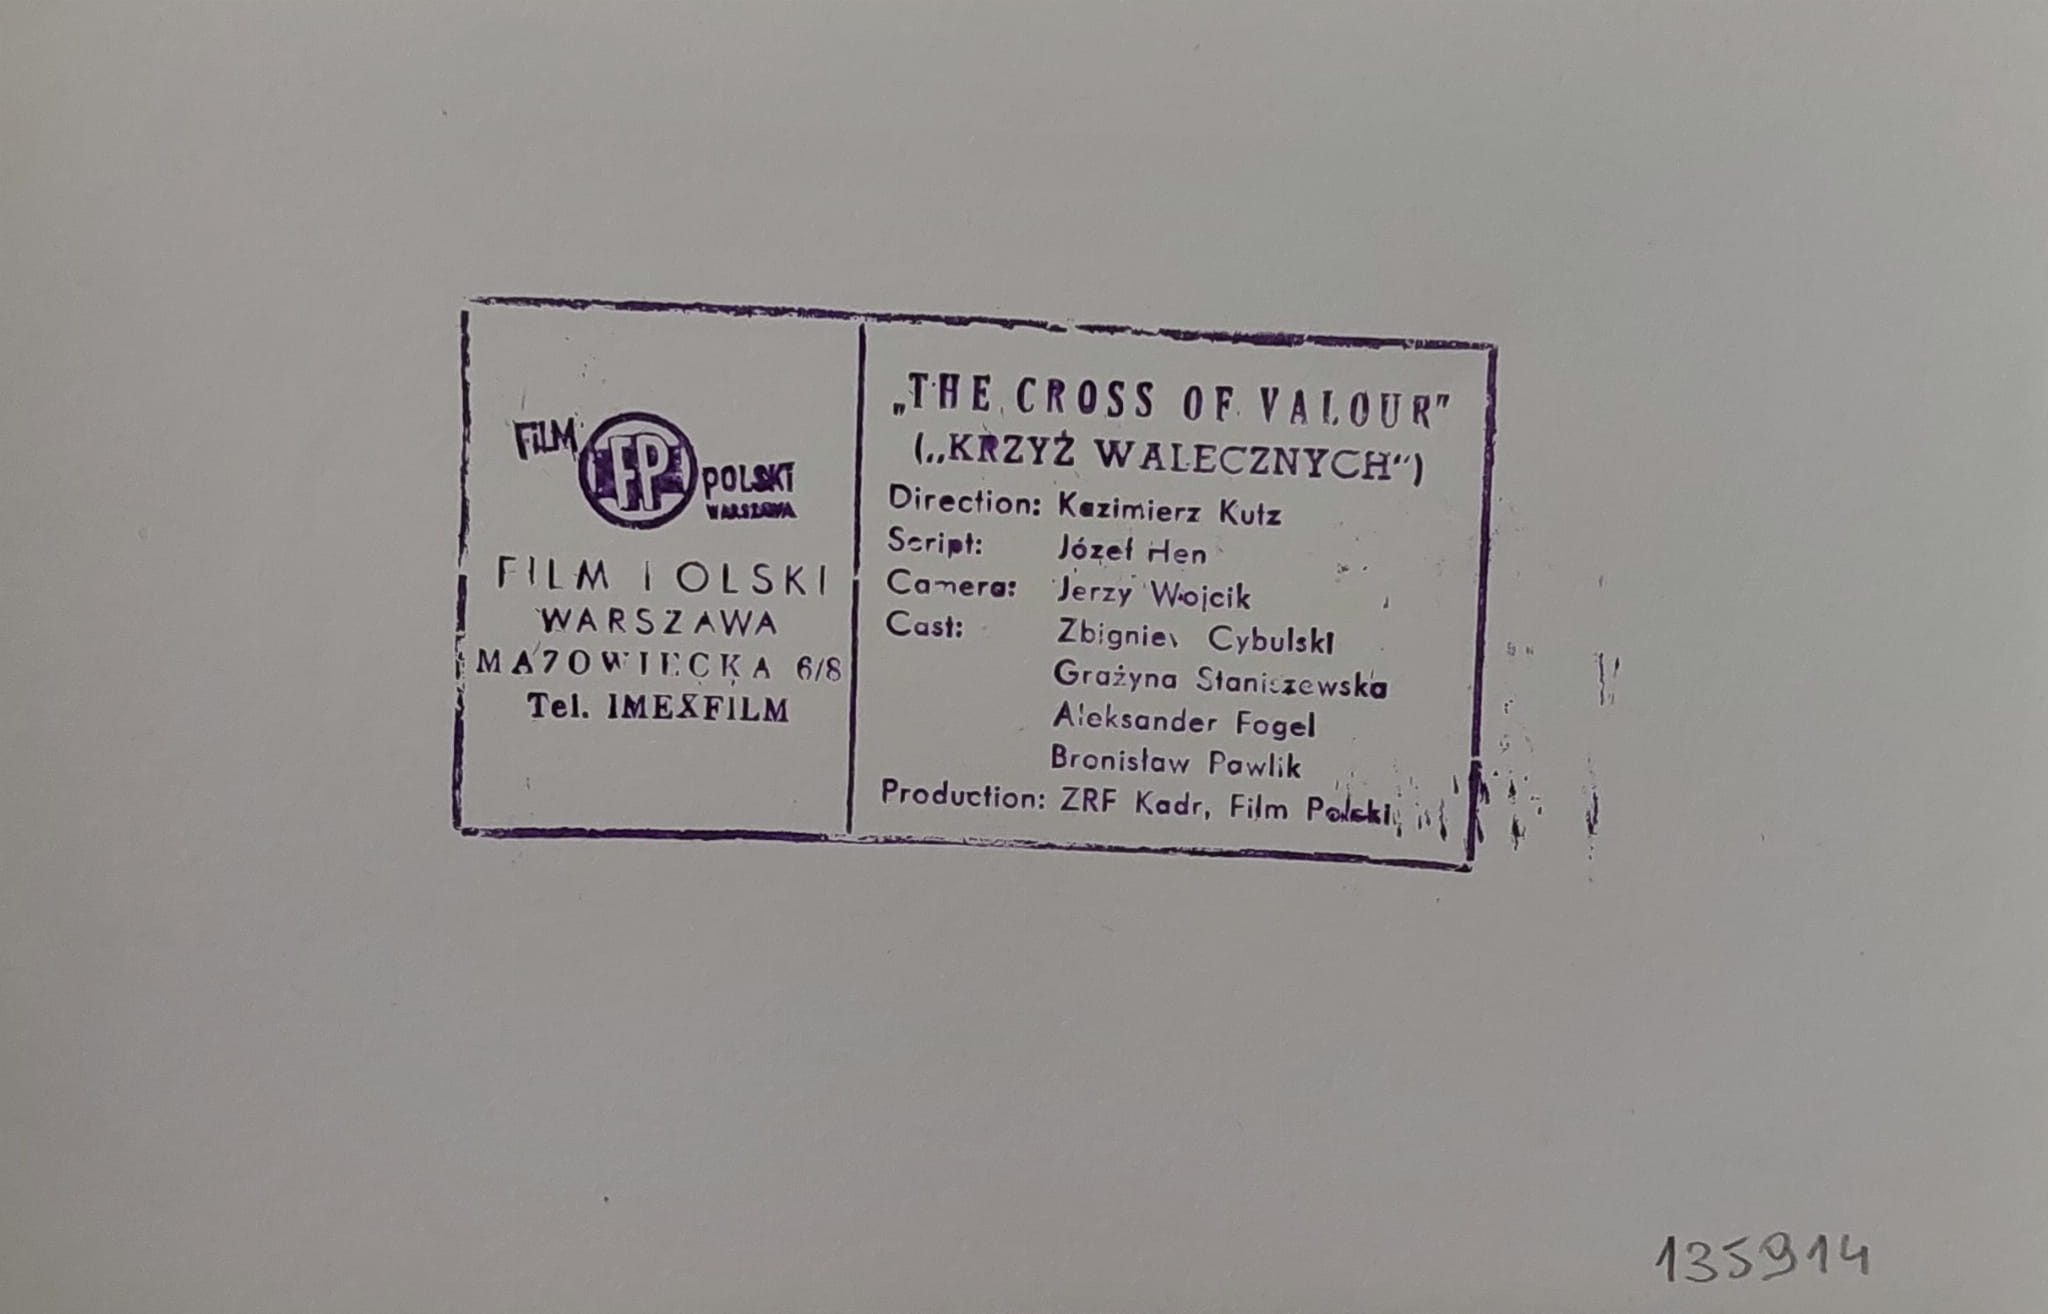 FILM FP POLSKI
WARSZAWA
FILM POLSKI
WARSZAWA
MAZOWIECKA 6/8
Tel. IMEXFILM
„THE CROSS OF VALOUR”
(„KRZYŻ WALECZNYCH“)
Direction: Kazimierz Kutz
Script: Józef Hen
Camera: Jerzy Wojcik
Cast: Zbigniew Cybulski
Grażyna Staniszewska
Aleksander Fogel
Bronisław Pawlik
Production: ZRF Kadr, Film Polski
135914